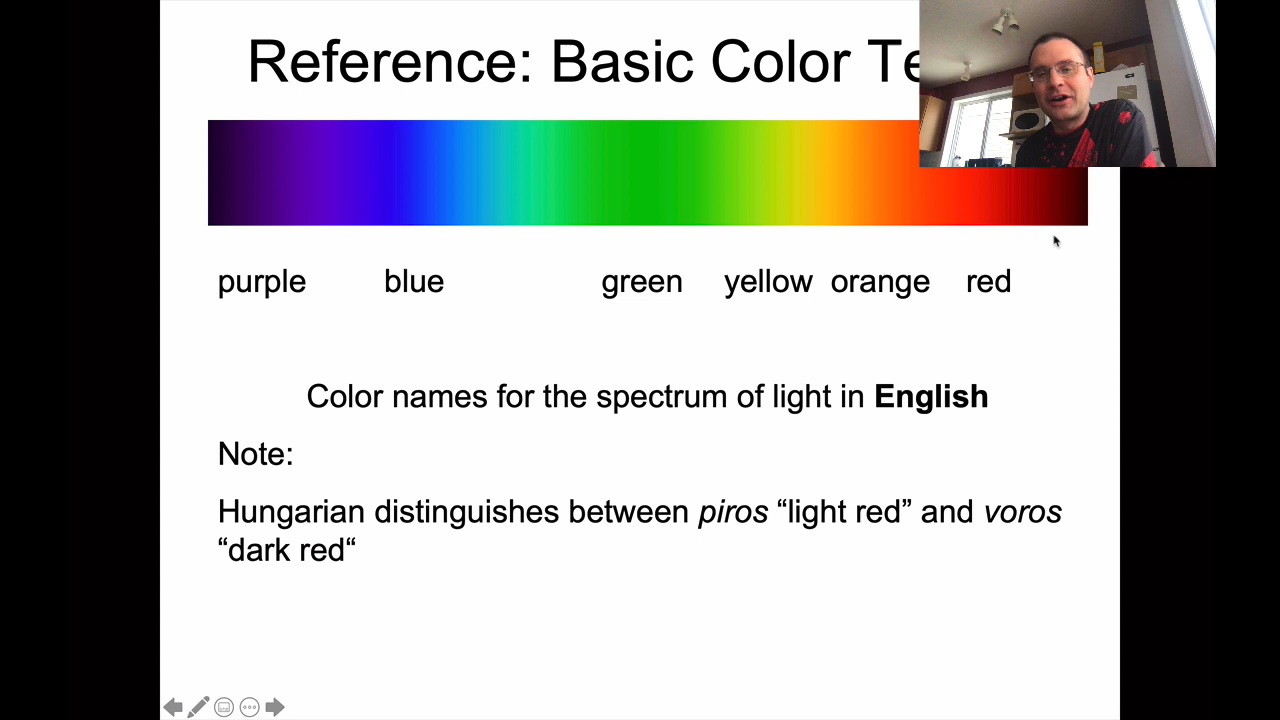 Reference: Basic Color Te
purple blue green yellow orange red
Color names for the spectrum of light in English
Note:
Hungarian distinguishes between piros “light red” and voros
“dark red“